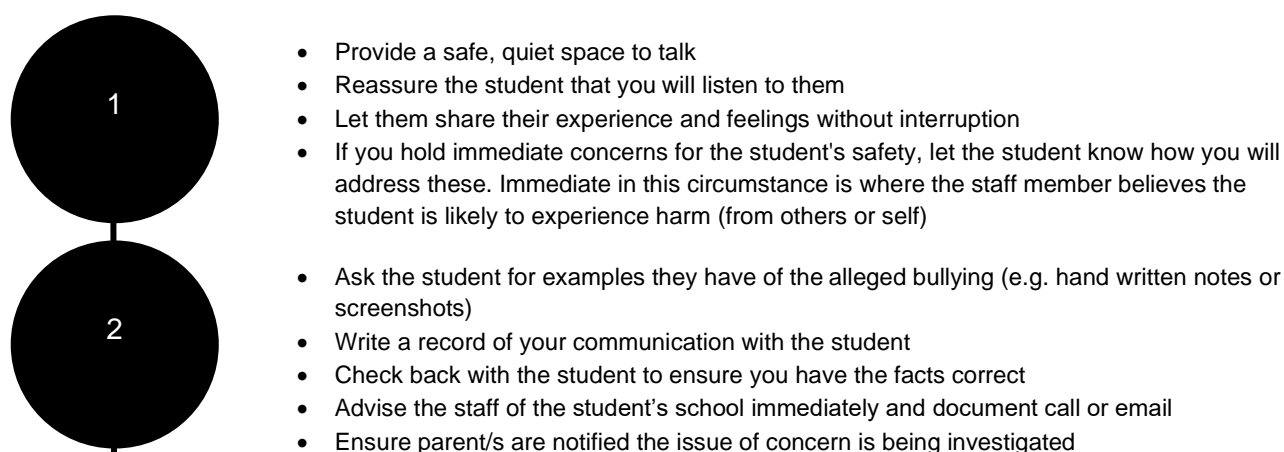 1
• Provide a safe, quiet space to talk
• Reassure the student that you will listen to them
• Let them share their experience and feelings without interruption
• If you hold immediate concerns for the student's safety, let the student know how you will
address these. Immediate in this circumstance is where the staff member believes the
student is likely to experience harm (from others or self)
2
• Ask the student for examples they have of the alleged bullying (e.g. hand written notes or
screenshots)
• Write a record of your communication with the student
• Check back with the student to ensure you have the facts correct
• Advise the staff of the student’s school immediately and document call or email
• Ensure parent/s are notified the issue of concern is being investigated